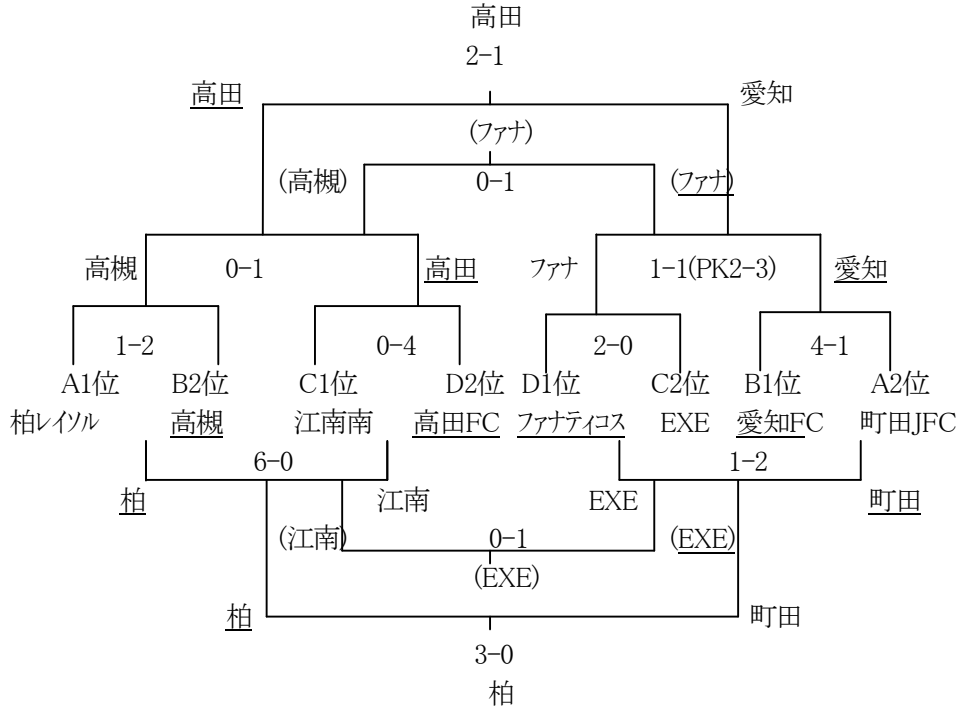 高田
2-1
高田 愛知
(ファナ)
(高槻) 0-1 (ファナ)
高槻 0-1 高田 ファナ 1-1(PK2-3) 愛知
1-2 0-4 2-0 4-1
A1位 B2位 C1位 D2位 D1位 C2位 B1位 A2位
柏レイソル 高槻 江南南 高田FC ファナティコス EXE 愛知FC 町田JFC
6-0 1-2
柏 江南 EXE 町田
(江南) 0-1 (EXE)
(EXE)
柏 町田
3-0
柏